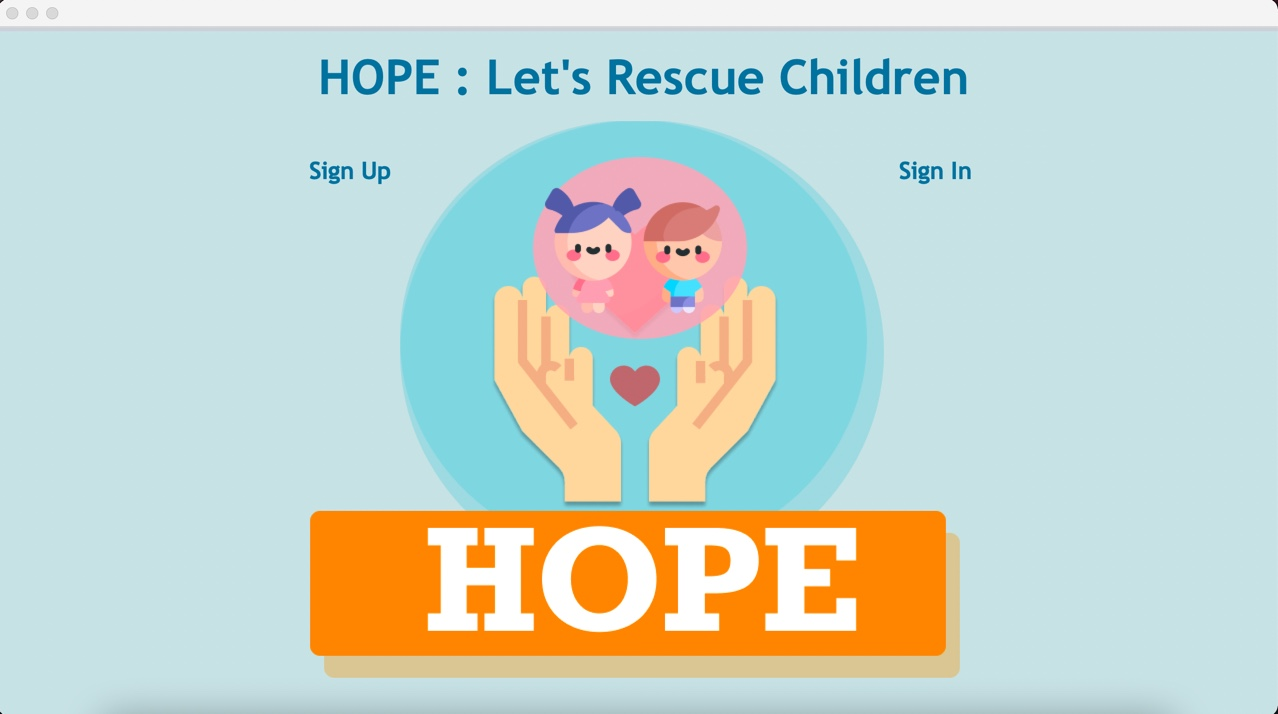 HOPE : Let's Rescue Children
Sign Up
Sign In
HOPE